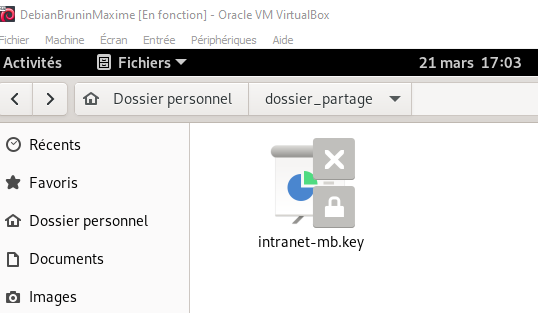 DebianBruninMaxime [En fonction] - Oracle VM VirtualBox
Fichier Machine Écran Entrée Périphériques Aide
Activités Fichiers 21 mars 17:03
Dossier personnel dossier_partage
Récents
Favoris
Dossier personnel
Documents
Images
intranet-mb.key